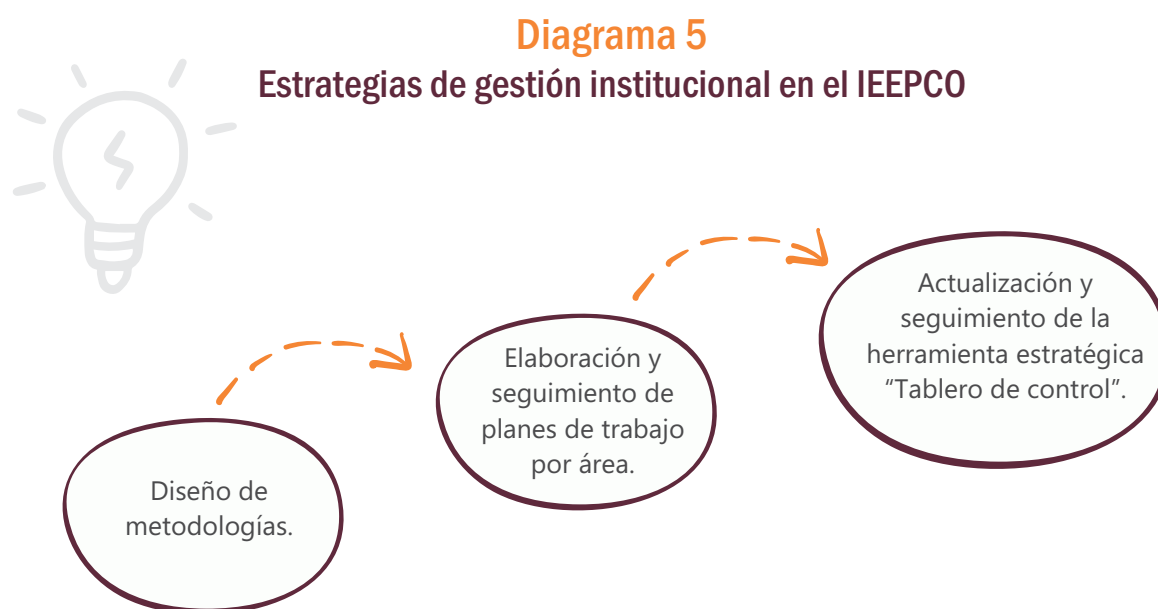 Diagrama 5
Estrategias de gestión institucional en el IEEPCO
Diseño de
metodologías.
Elaboración y
seguimiento de
planes de trabajo
por área.
Actualización y
seguimiento de la
herramienta estratégica
“Tablero de control”.